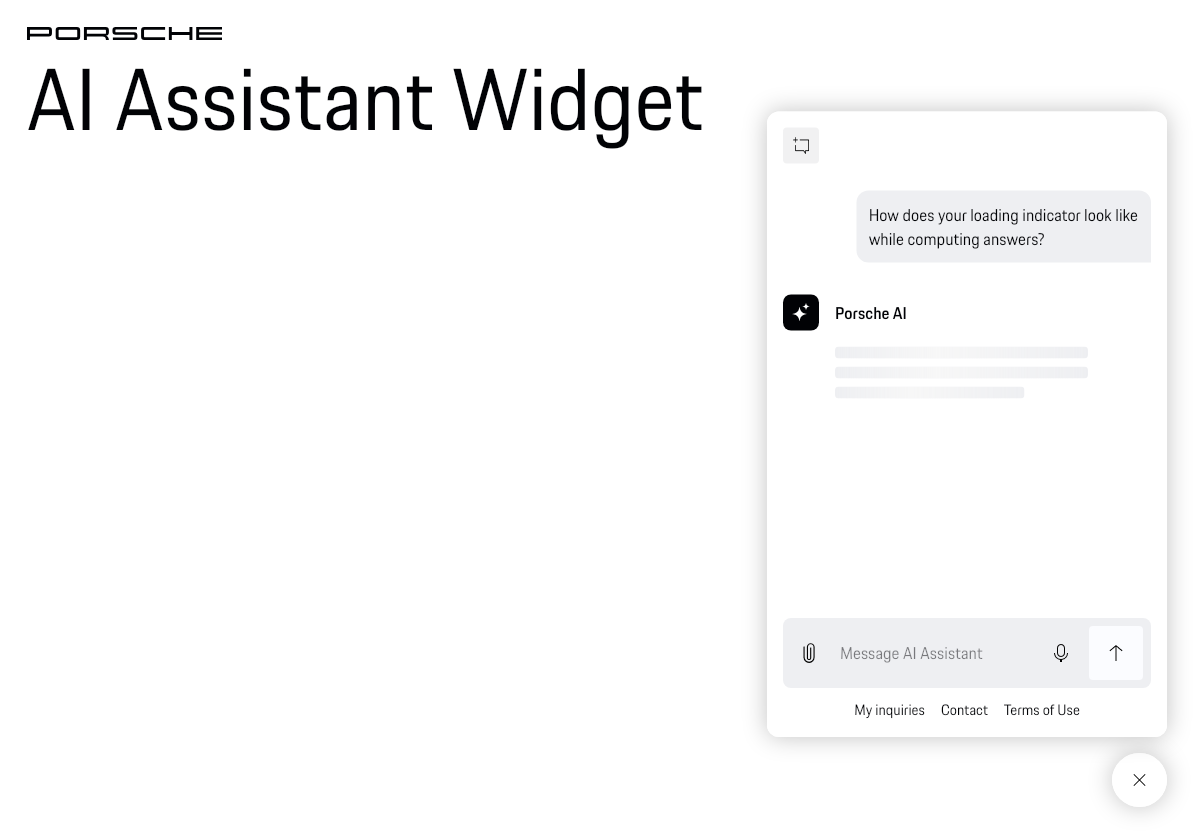 PORSCHE
AI Assistant Widget
How does your loading indicator look like
while computing answers?
Porsche AI
Message AI Assistant
My inquiries Contact Terms of Use